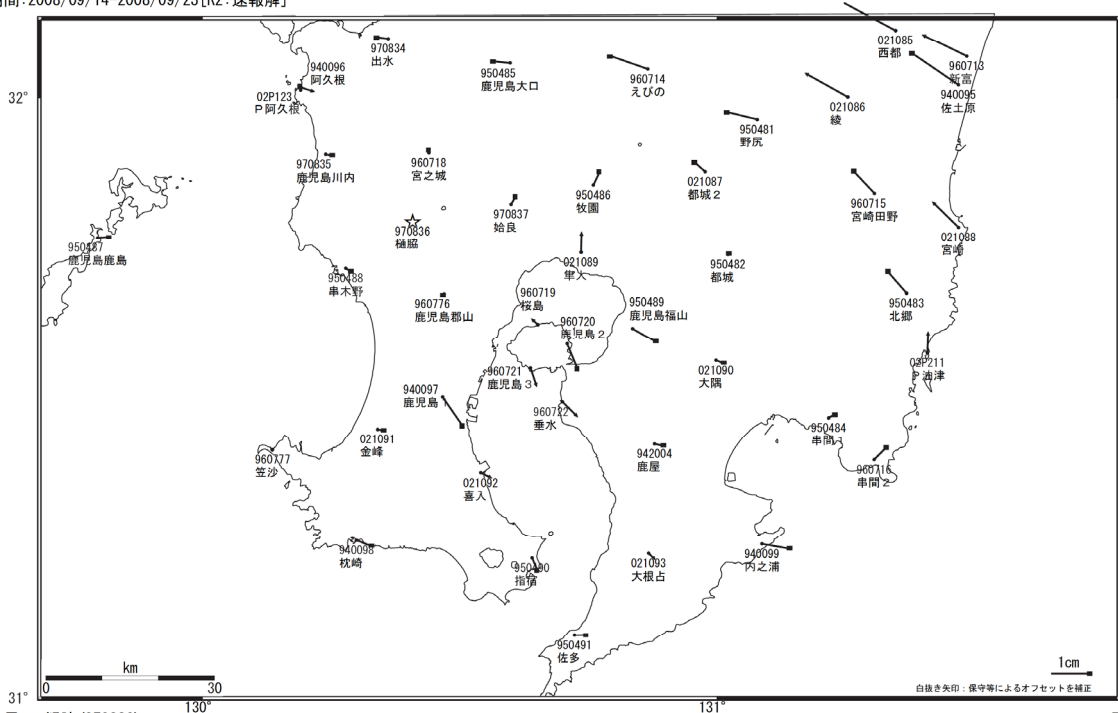 期間:2008/09/14-2008/09/23[R2:速報解]
021085
西都
970834
出水
960713
新富
940096
阿久根
950485
鹿児島大口
960714
えびの
940095
佐土原
32°
02P123
P阿久根
021086
綾
950481
野尻
970835
鹿児島川内
960718
宮之城
021087
都城2
950486
牧園
960715
宮崎田野
970837
姶良
970836
樋脇
021088
宮崎
950487
鹿児島鹿島
021089
隼人
950482
都城
950488
串木野
960719
桜島
950489
鹿児島福山
950483
北郷
960776
鹿児島郡山
960720
鹿児島2
02P211
P油津
960721
鹿児島3
021090
大隅
940097
鹿児島1
960722
垂水
950484
串間1
021091
金峰
942004
鹿屋
960777
笠沙
960716
串間2
021092
喜入
940098
枕崎
940099
内之浦
950490
指宿
021093
大根占
950491
佐多
km
0 30
1cm
白抜き矢印:保守等によるオフセットを補正
31°
130°
131°